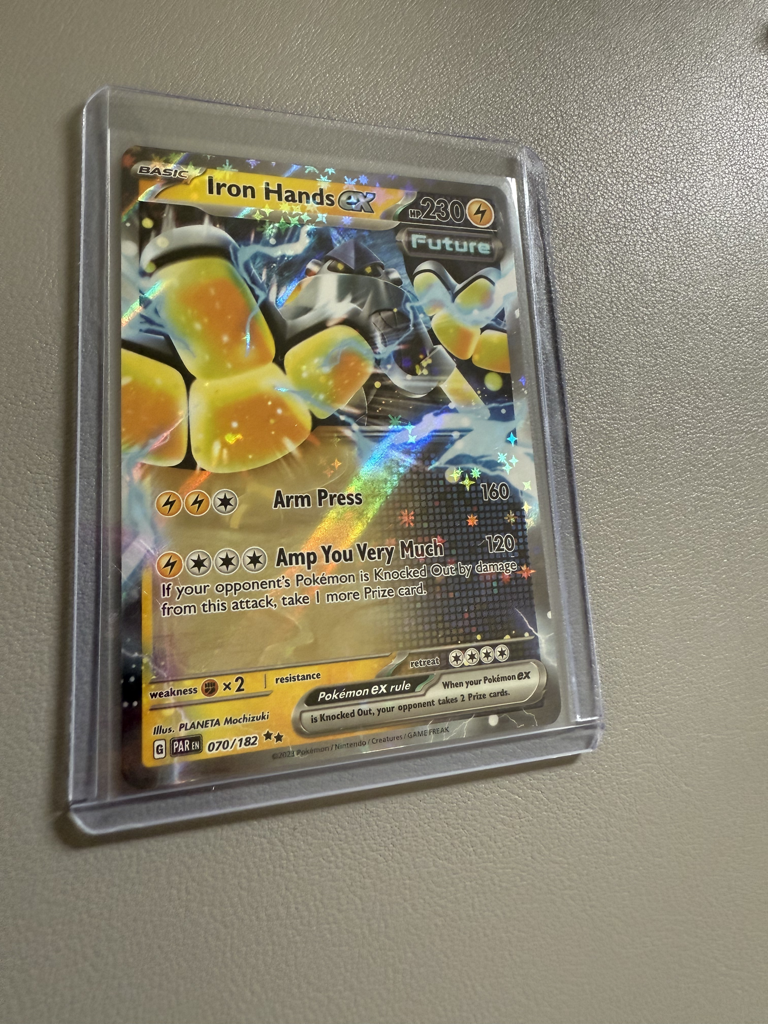 BASIC
Iron Hands ex
HP 230
Future
Arm Press 160
Amp You Very Much 120
If your opponent's Pokémon is Knocked Out by damage
from this attack, take 1 more Prize card.
weakness ×2 resistance
retreat
Pokémon ex rule
When your Pokémon ex
is Knocked Out, your opponent takes 2 Prize cards.
Illus. PLANETA Mochizuki
G PAR EN 070/182
©2023 Pokémon / Nintendo / Creatures / GAME FREAK